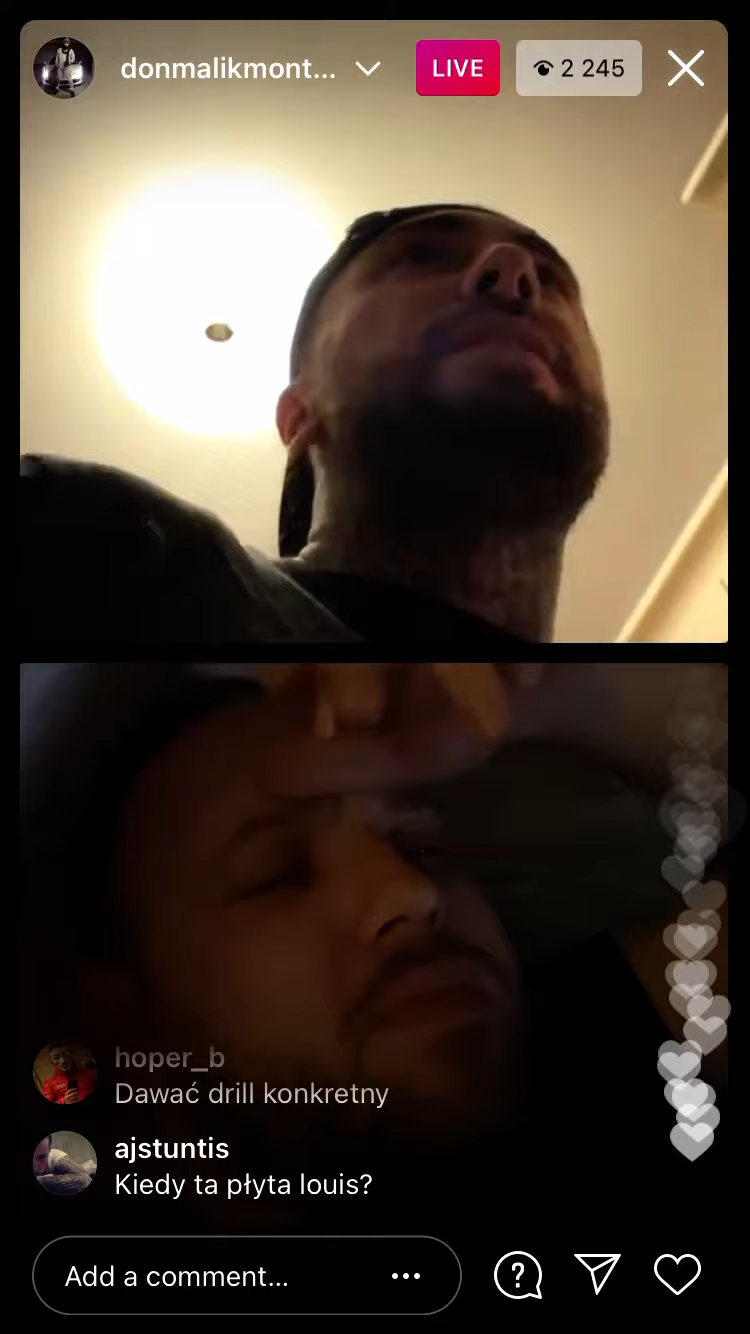 donmalikmont...
LIVE
2 245
hoper_b
Dawać drill konkretny
ajstuntis
Kiedy ta płyta louis?
Add a comment...